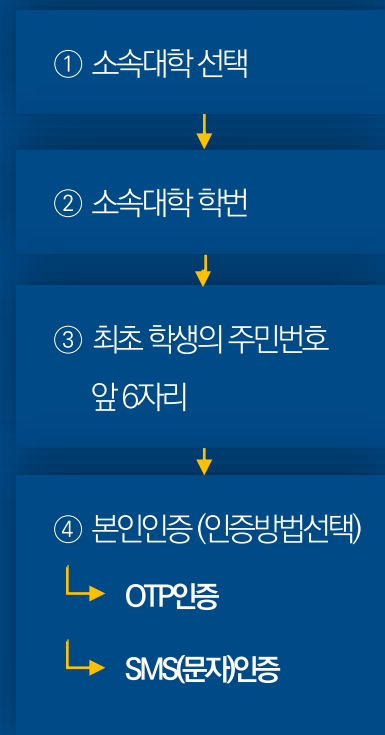 ① 소속대학 선택
② 소속대학 학번
③ 최초 학생의 주민번호
앞 6자리
④ 본인인증 (인증방법선택)
OTP인증
SMS(문자)인증